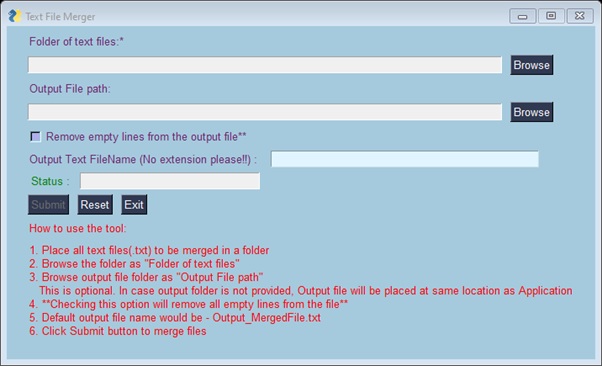 Text File Merger
Folder of text files:*
Browse
Output File path:
Browse
Remove empty lines from the output file**
Output Text FileName (No extension please!!) :
Status :
Submit Reset Exit
How to use the tool:
1. Place all text files(.txt) to be merged in a folder
2. Browse the folder as "Folder of text files"
3. Browse output file folder as "Output File path"
This is optional. In case output folder is not provided, Output file will be placed at same location as Application
4. **Checking this option will remove all empty lines from the file**
5. Default output file name would be - Output_MergedFile.txt
6. Click Submit button to merge files